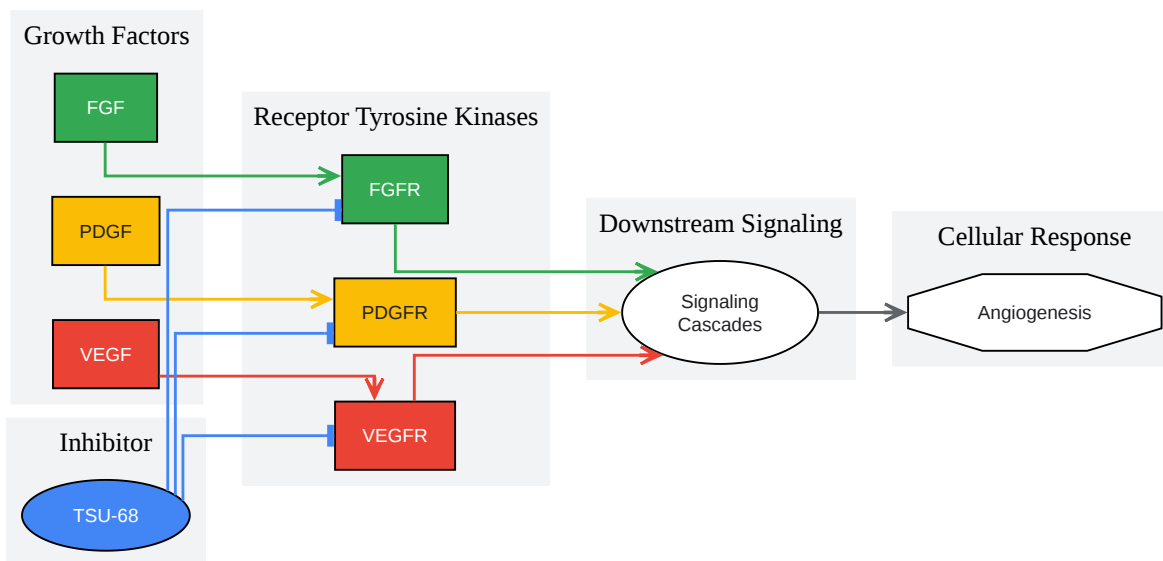 Growth Factors
FGF
PDGF
VEGF
Inhibitor
TSU-68
Receptor Tyrosine Kinases
FGFR
PDGFR
VEGFR
Downstream Signaling
Signaling
Cascades
Cellular Response
Angiogenesis